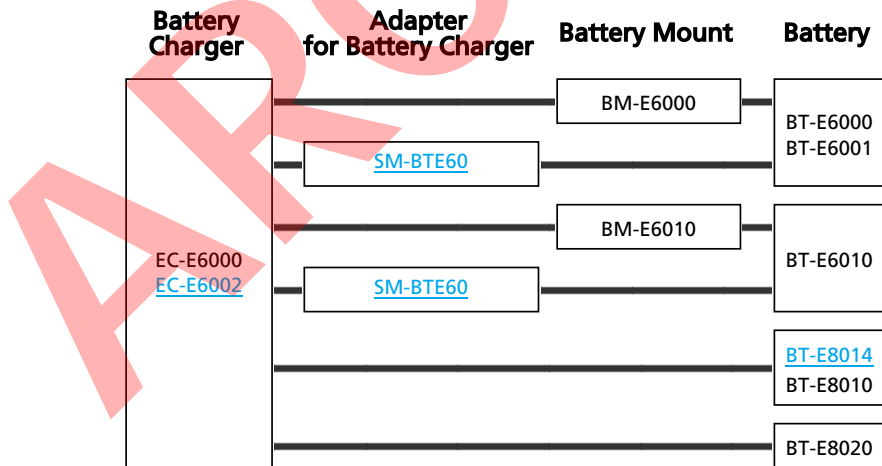 Battery
Charger
Adapter
for Battery Charger
Battery Mount
Battery
BM-E6000
BT-E6000
BT-E6001
SM-BTE60
BM-E6010
EC-E6000
EC-E6002
BT-E6010
SM-BTE60
BT-E8014
BT-E8010
BT-E8020